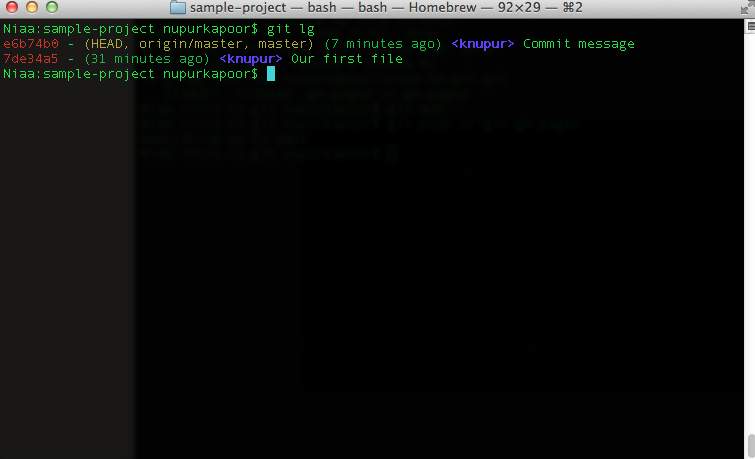 sample-project — bash — bash — Homebrew — 92×29 — ⌘2
Niaa:sample-project nupurkapoor$ git lg
e6b74b0 - (HEAD, origin/master, master) (7 minutes ago) <knupur> Commit message
7de34a5 - (31 minutes ago) <knupur> Our first file
Niaa:sample-project nupurkapoor$